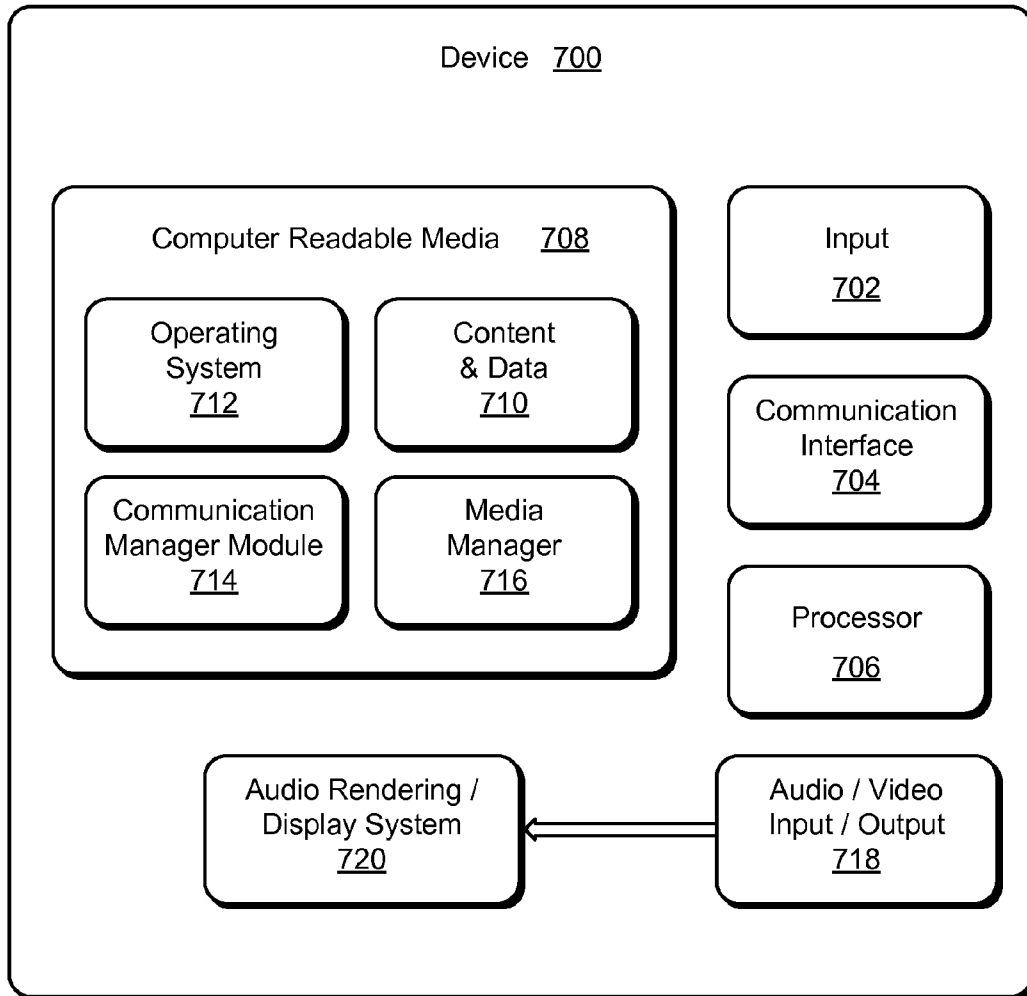 Device 700
Computer Readable Media 708
Operating
System
712
Content
& Data
710
Communication
Manager Module
714
Media
Manager
716
Input
702
Communication
Interface
704
Processor
706
Audio Rendering /
Display System
720
Audio / Video
Input / Output
718